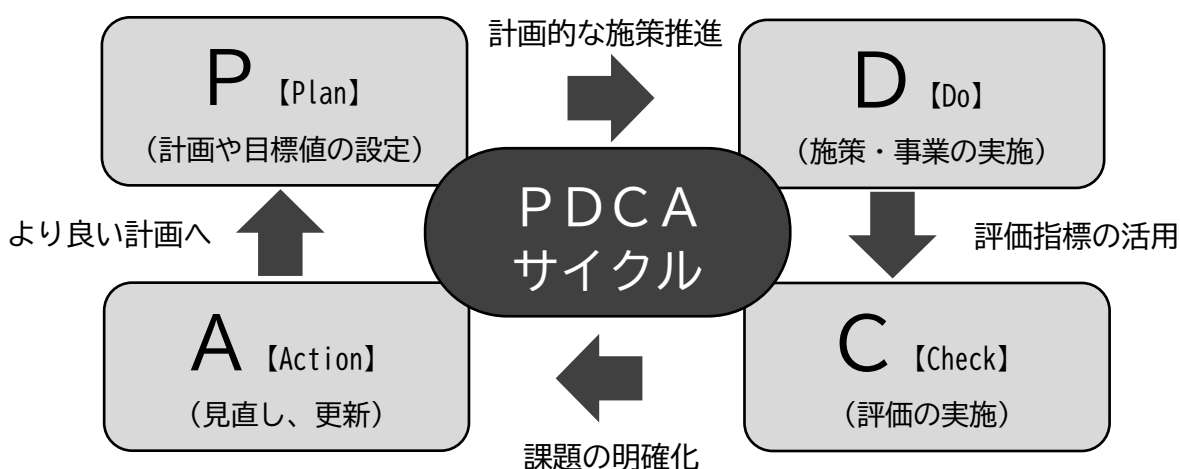 計画的な施策推進
P 【Plan】
(計画や目標値の設定)
D 【Do】
(施策・事業の実施)
PDCA
サイクル
より良い計画へ
評価指標の活用
A 【Action】
(見直し、更新)
C 【Check】
(評価の実施)
課題の明確化